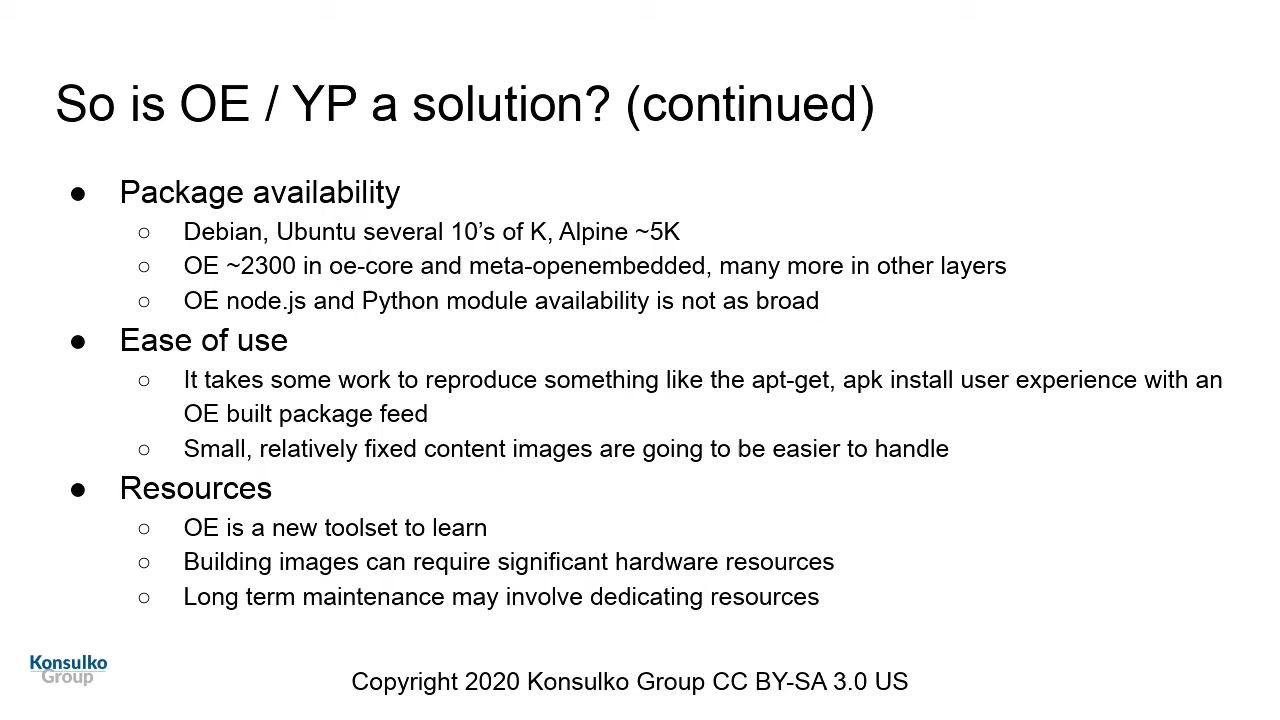 So is OE / YP a solution? (continued)
● Package availability
○ Debian, Ubuntu several 10’s of K, Alpine ~5K
○ OE ~2300 in oe-core and meta-openembedded, many more in other layers
○ OE node.js and Python module availability is not as broad
● Ease of use
○ It takes some work to reproduce something like the apt-get, apk install user experience with an
OE built package feed
○ Small, relatively fixed content images are going to be easier to handle
● Resources
○ OE is a new toolset to learn
○ Building images can require significant hardware resources
○ Long term maintenance may involve dedicating resources
Konsulko
Group
Copyright 2020 Konsulko Group CC BY-SA 3.0 US